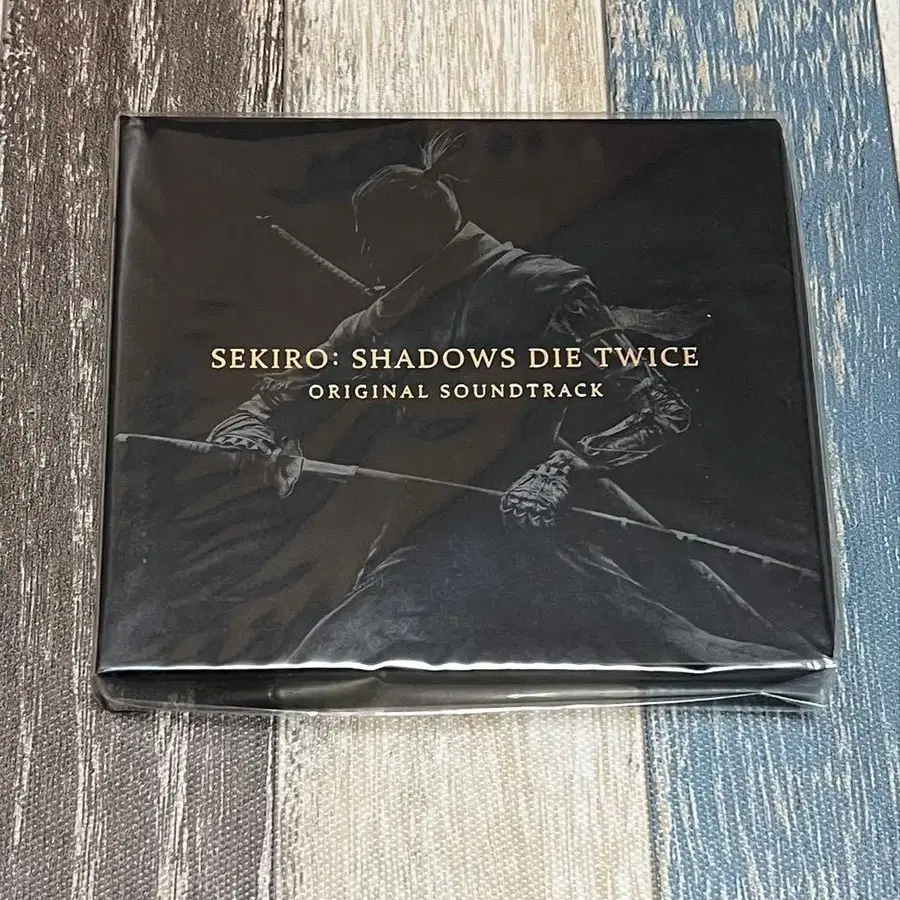 SEKIRO: SHADOWS DIE TWICE
ORIGINAL SOUNDTRACK